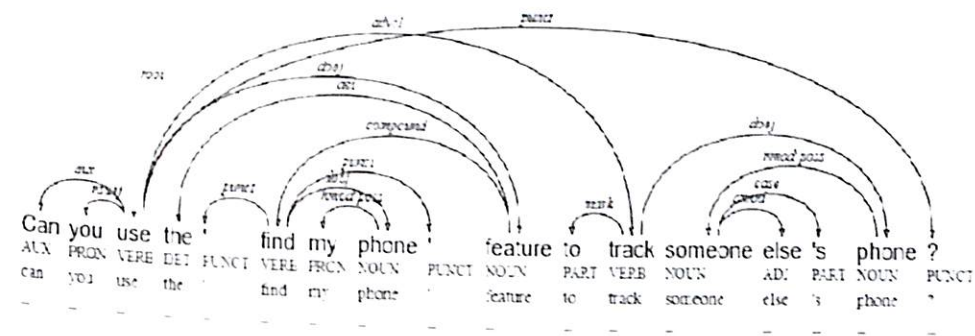 advcl punct
root
dobj
det
compound
dobj
aux nsubj punct punct nmod:poss
dobj nmod:poss mark case amod
Can you use the ' find my phone ' feature to track someone else 's phone ?
AUX PRON VERB DET PUNCT VERB PRON NOUN PUNCT NOUN PART VERB NOUN ADJ PART NOUN PUNCT
can you use the ' find my phone ' feature to track someone else 's phone ?
_ _ _ _ _ _ _ _ _ _ _ _ _ _ _ _ _